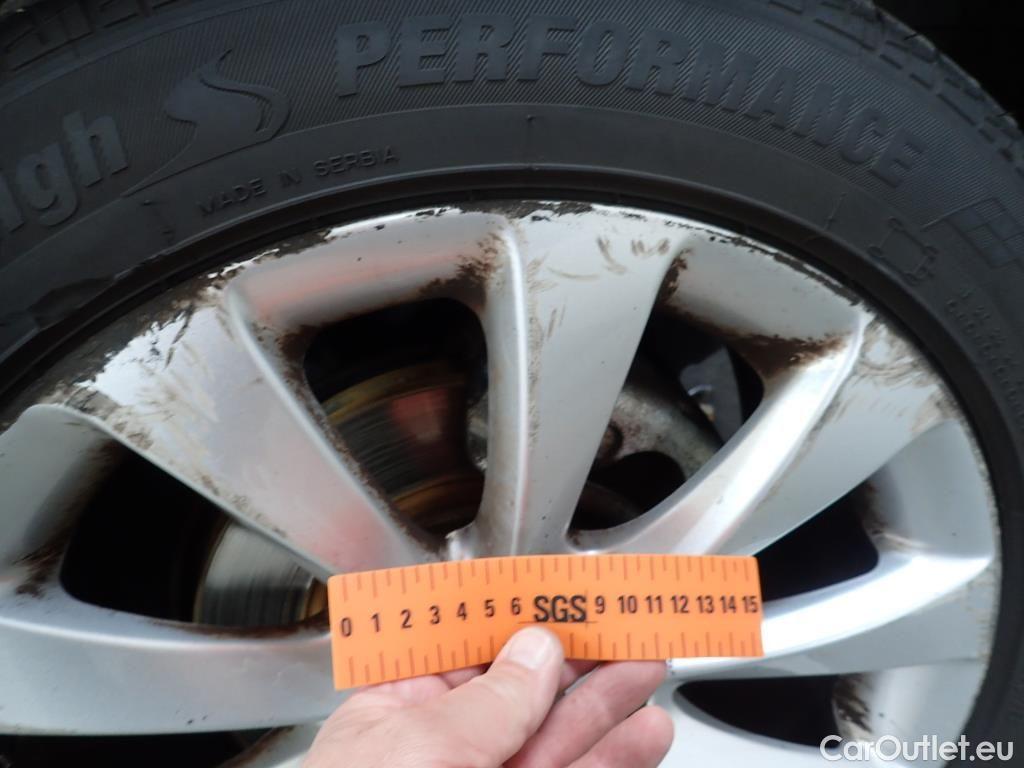 PERFORMANCE
igh
MADE IN SERBIA
0 1 2 3 4 5 6 SGS 9 10 11 12 13 14 15
CarOutlet.eu